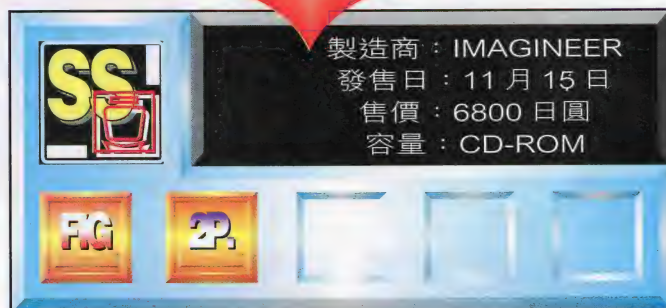 製造商：IMAGINEER
發售日：11 月 15 日
售價：6800 日圓
容量：CD-ROM
SS
FIG
2P.